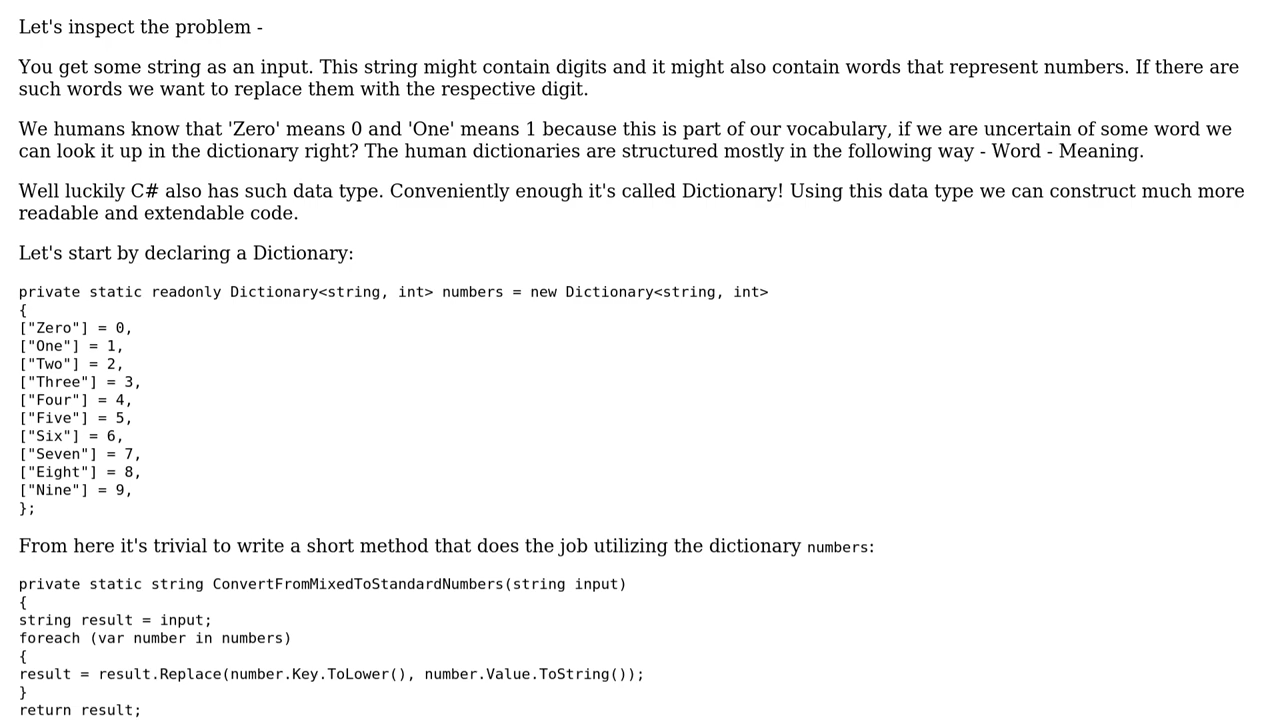 Let's inspect the problem -
You get some string as an input. This string might contain digits and it might also contain words that represent numbers. If there are
such words we want to replace them with the respective digit.
We humans know that 'Zero' means 0 and 'One' means 1 because this is part of our vocabulary, if we are uncertain of some word we
can look it up in the dictionary right? The human dictionaries are structured mostly in the following way - Word - Meaning.
Well luckily C# also has such data type. Conveniently enough it's called Dictionary! Using this data type we can construct much more
readable and extendable code.
Let's start by declaring a Dictionary:
private static readonly Dictionary<string, int> numbers = new Dictionary<string, int>
{
["Zero"] = 0,
["One"] = 1,
["Two"] = 2,
["Three"] = 3,
["Four"] = 4,
["Five"] = 5,
["Six"] = 6,
["Seven"] = 7,
["Eight"] = 8,
["Nine"] = 9,
};
From here it's trivial to write a short method that does the job utilizing the dictionary numbers:
private static string ConvertFromMixedToStandardNumbers(string input)
{
string result = input;
foreach (var number in numbers)
{
result = result.Replace(number.Key.ToLower(), number.Value.ToString());
}
return result;